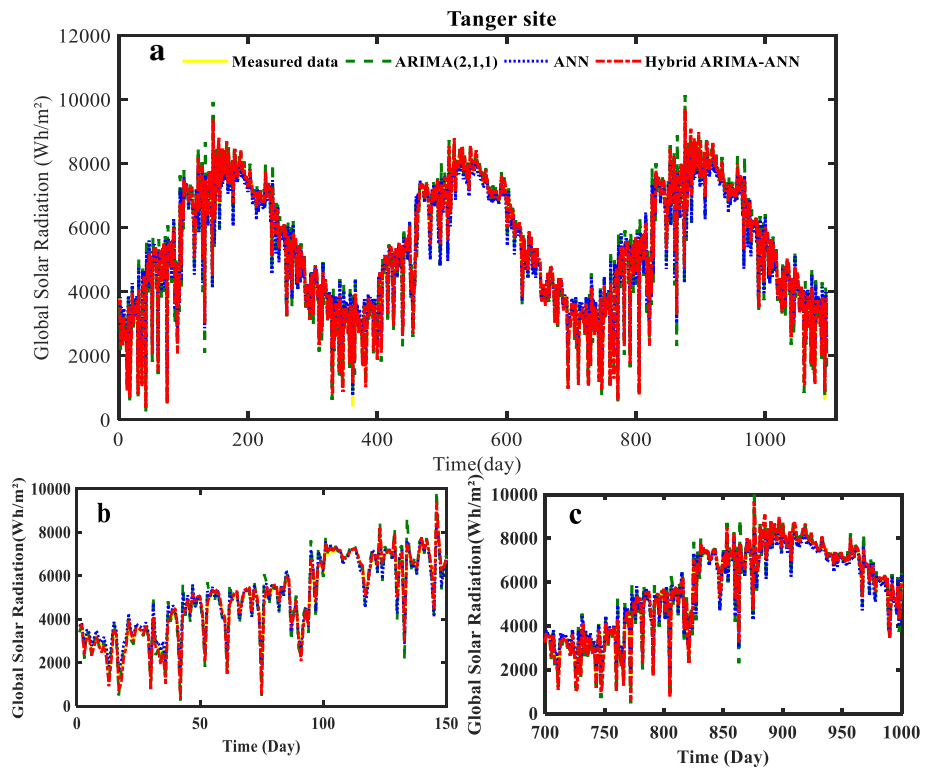 Tanger site
a
Measured data ARIMA(2,1,1) ANN Hybrid ARIMA-ANN
Global Solar Radiation (Wh/m²)
12000
10000
8000
6000
4000
2000
0
0 200 400 600 800 1000
Time(day)
b
Global Solar Radiation(Wh/m²)
10000
8000
6000
4000
2000
0
0 50 100 150
Time (Day)
c
Global Solar Radiation(Wh/m²)
10000
8000
6000
4000
2000
0
700 750 800 850 900 950 1000
Time (Day)